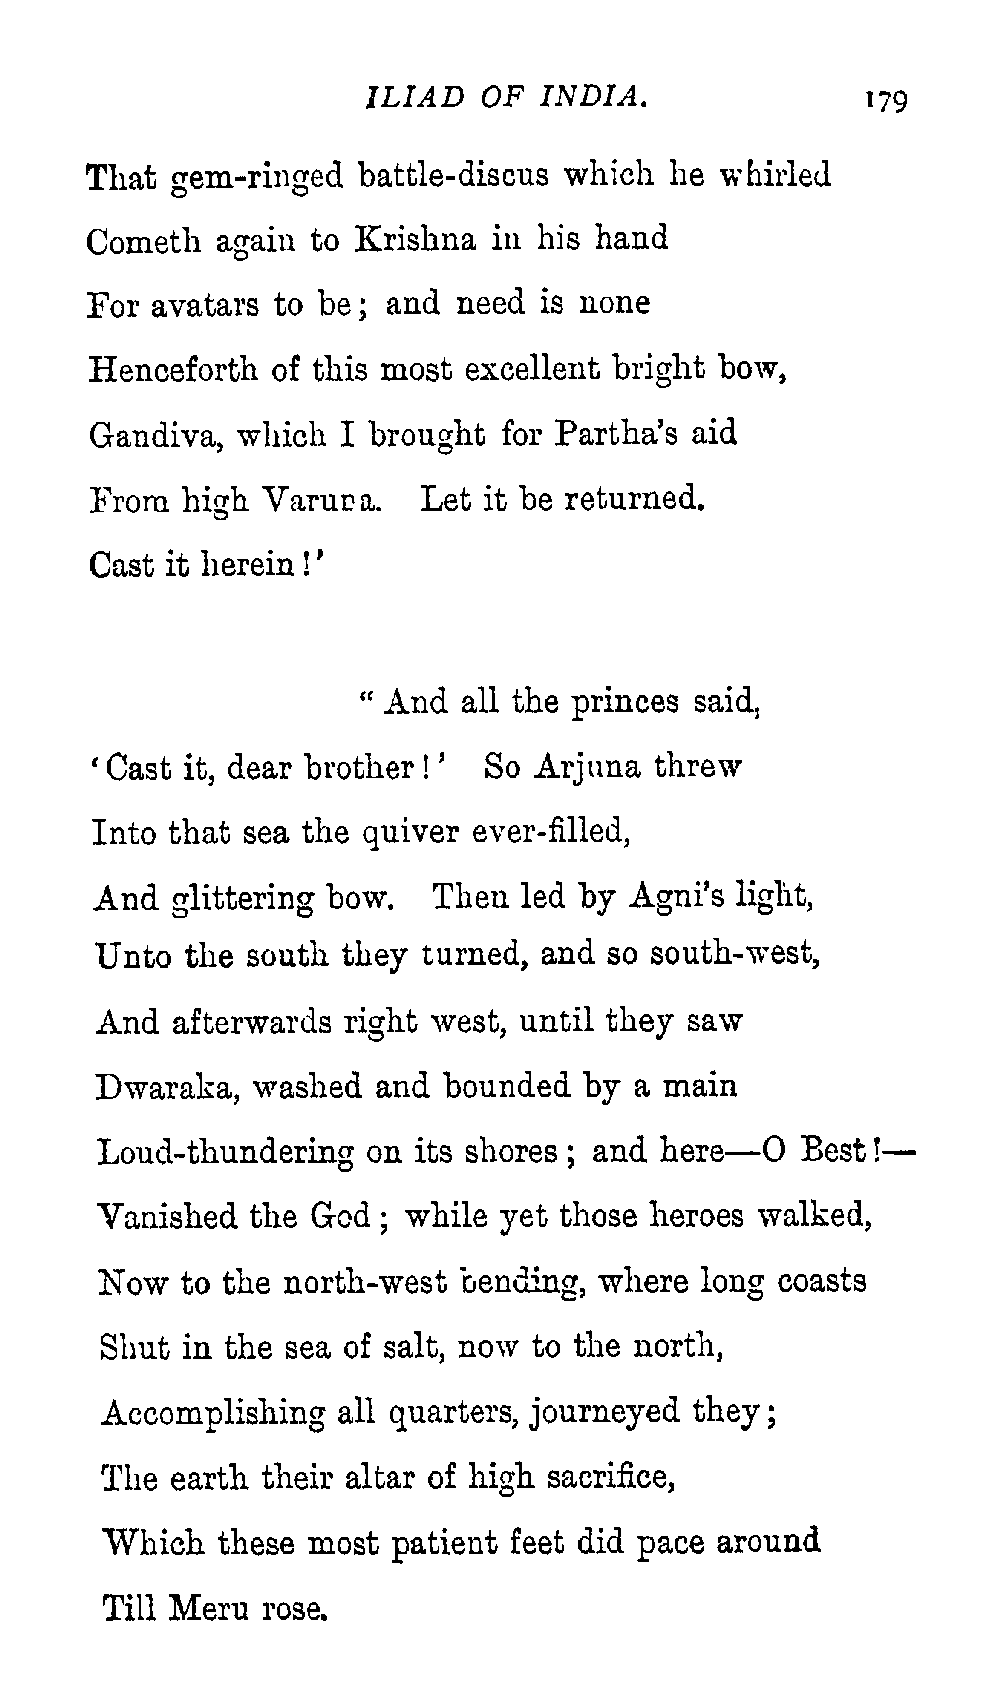 ILIAD OF INDIA. 179
That gem-ringed battle-discus which he whirled
Cometh again to Krishna in his hand
For avatars to be; and need is none
Henceforth of this most excellent bright bow,
Gandiva, which I brought for Partha's aid
From high Varuna. Let it be returned.
Cast it herein!'
“And all the princes said,
‘Cast it, dear brother!’ So Arjuna threw
Into that sea the quiver ever-filled,
And glittering bow. Then led by Agni's light,
Unto the south they turned, and so south-west,
And afterwards right west, until they saw
Dwaraka, washed and bounded by a main
Loud-thundering on its shores; and here—O Best!—
Vanished the God; while yet those heroes walked,
Now to the north-west bending, where long coasts
Shut in the sea of salt, now to the north,
Accomplishing all quarters, journeyed they;
The earth their altar of high sacrifice,
Which these most patient feet did pace around
Till Meru rose.